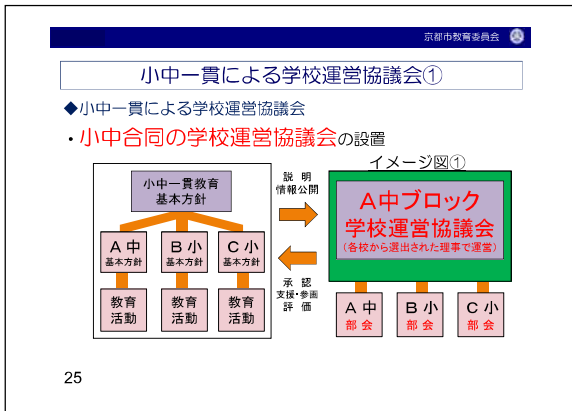 京都市教育委員会
小中一貫による学校運営協議会①
◆小中一貫による学校運営協議会
・小中合同の学校運営協議会の設置
イメージ図①
小中一貫教育
基本方針
A中
基本方針
B小
基本方針
C小
基本方針
教育
活動
教育
活動
教育
活動
説明
情報公開
承認
支援・参画
評価
A中ブロック
学校運営協議会
(各校から選出された理事で運営)
A中
部会
B小
部会
C小
部会
25